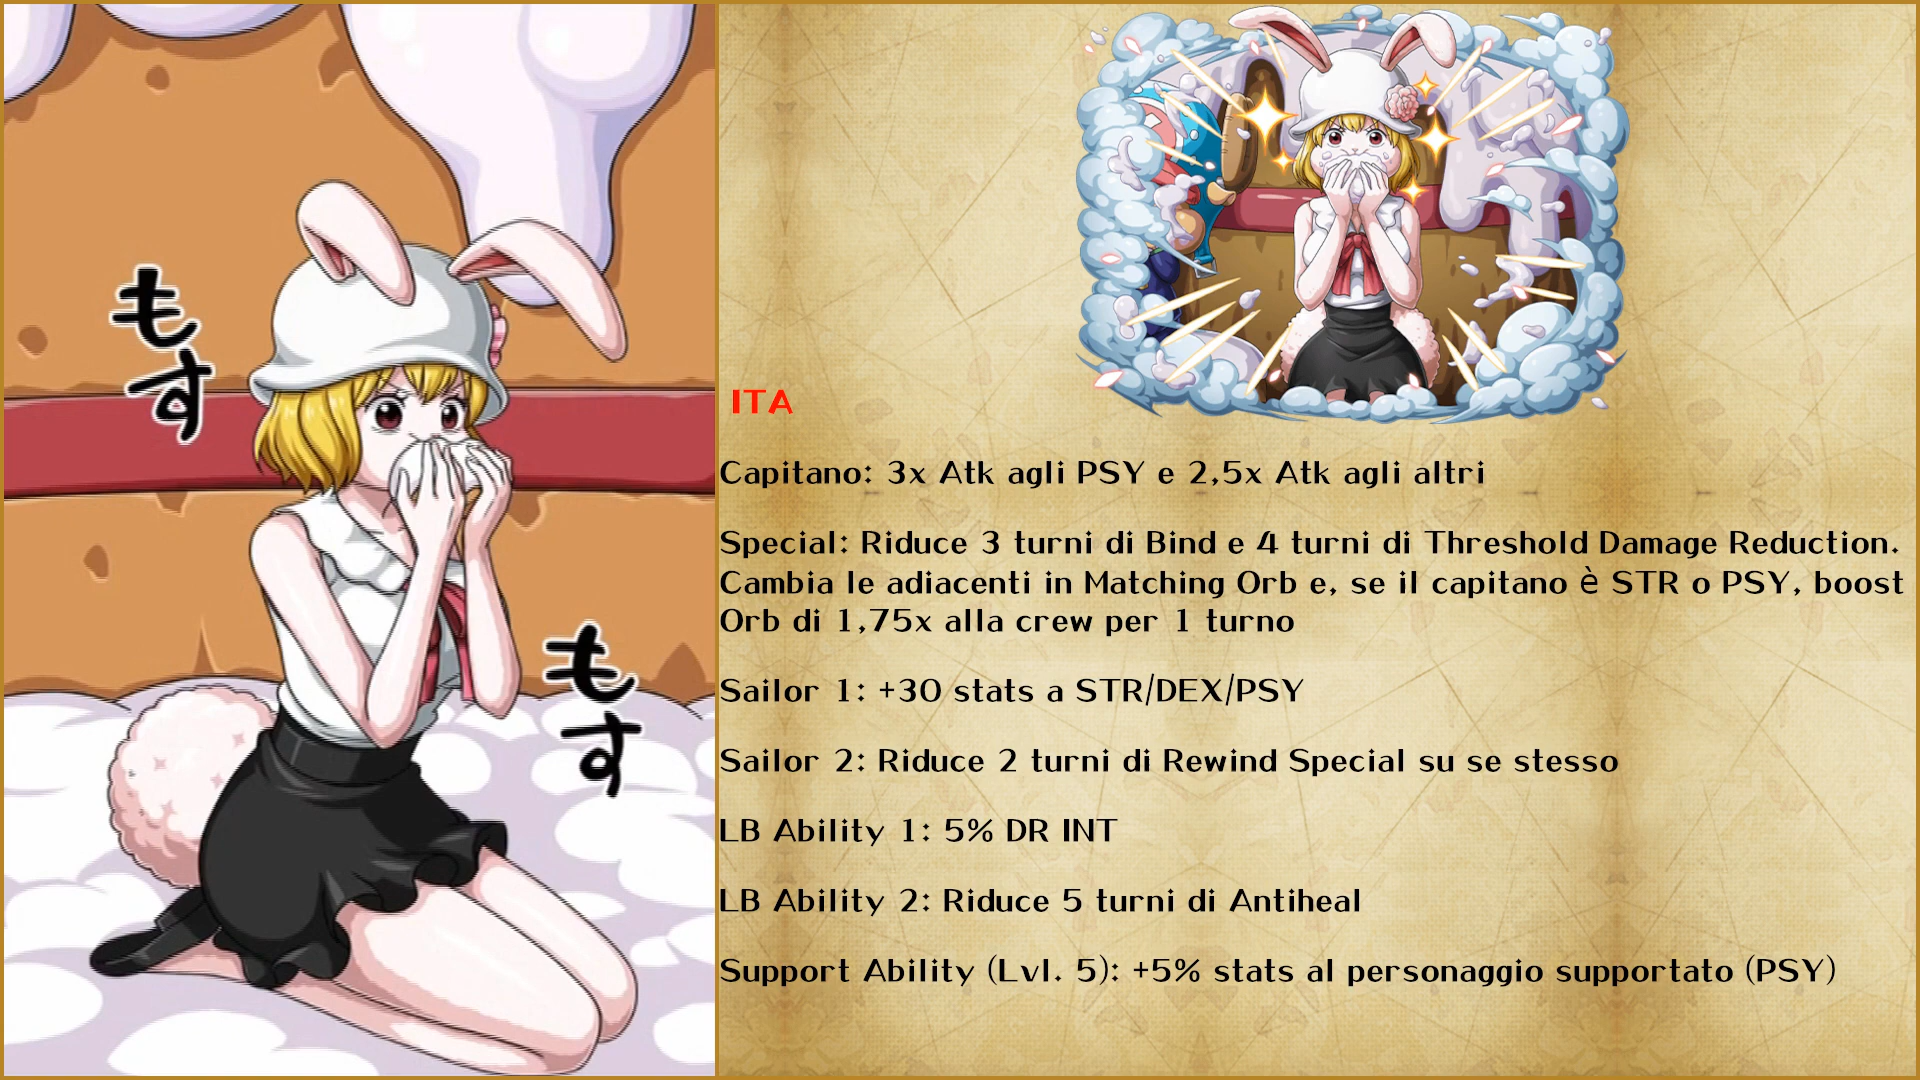 もす
もす
ITA
Capitano: 3x Atk agli PSY e 2,5x Atk agli altri
Special: Riduce 3 turni di Bind e 4 turni di Threshold Damage Reduction.
Cambia le adiacenti in Matching Orb e, se il capitano è STR o PSY, boost
Orb di 1,75x alla crew per 1 turno
Sailor 1: +30 stats a STR/DEX/PSY
Sailor 2: Riduce 2 turni di Rewind Special su se stesso
LB Ability 1: 5% DR INT
LB Ability 2: Riduce 5 turni di Antiheal
Support Ability (Lvl. 5): +5% stats al personaggio supportato (PSY)